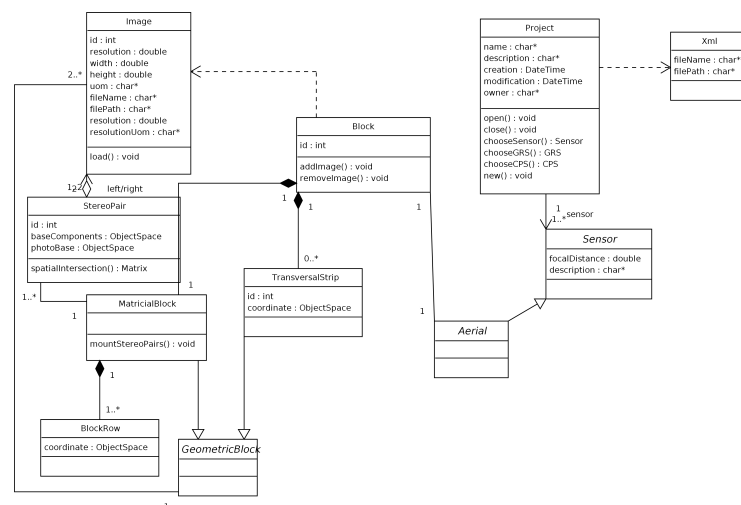 Image
id : int
resolution : double
width : double
height : double
uom : char*
fileName : char*
filePath : char*
resolution : double
resolutionUom : char*
load() : void
Project
name : char*
description : char*
creation : DateTime
modification : DateTime
owner : char*
open() : void
close() : void
chooseSensor() : Sensor
chooseGRS() : GRS
chooseCPS() : CPS
new() : void
Xml
fileName : char*
filePath : char*
2..*
Block
id : int
addImage() : void
removeImage() : void
left/right
StereoPair
id : int
baseComponents : ObjectSpace
photoBase : ObjectSpace
spatialIntersection() : Matrix
1
1
1
1
1..*
sensor
Sensor
focalDistance : double
description : char*
0..*
TransversalStrip
id : int
coordinate : ObjectSpace
1
1..*
1
MatricialBlock
mountStereoPairs() : void
1
Aerial
1
1..*
BlockRow
coordinate : ObjectSpace
GeometricBlock